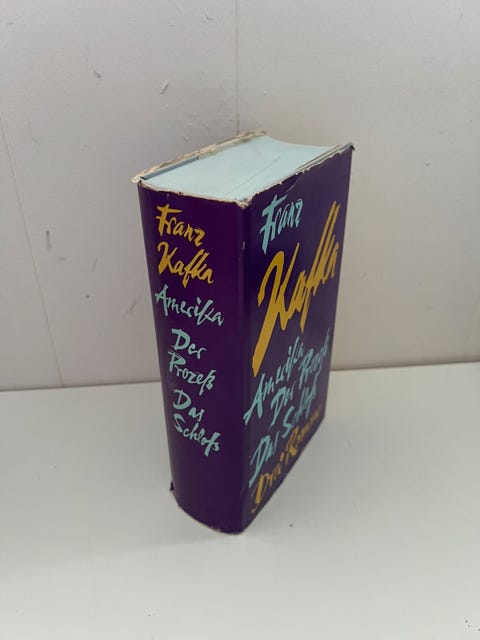 Franz
Kafka
Amerika
Der
Prozeß
Das
Schloß
Franz
Kafka
Amerika
Der Prozeß
Das Schloß
Drei Romane